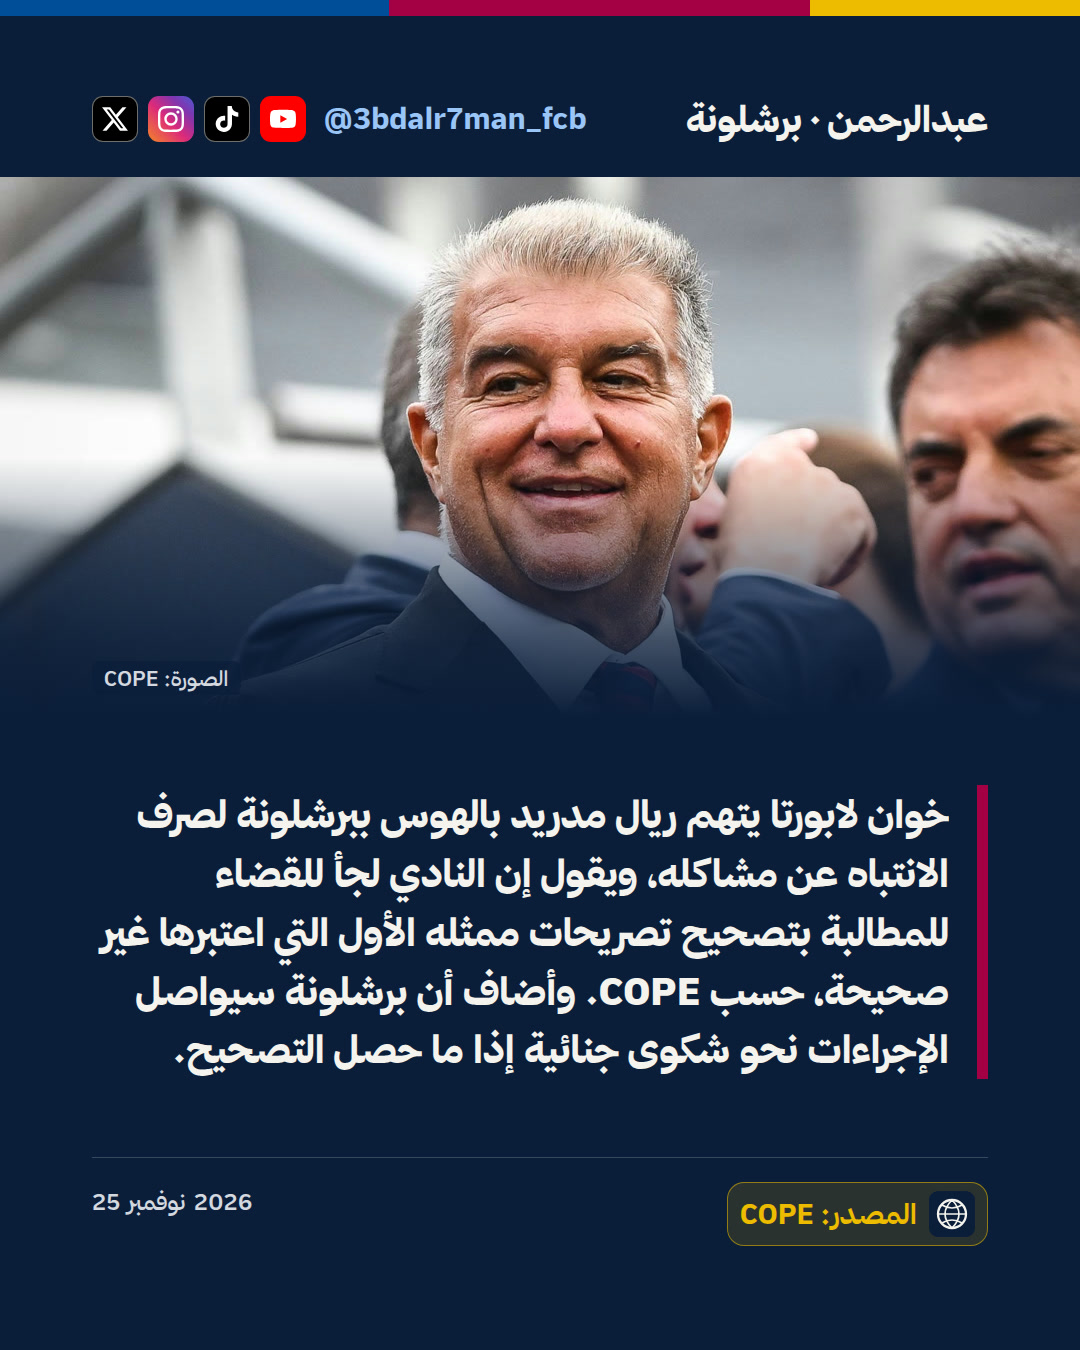 عبدالرحمن · برشلونة
@3bdalr7man_fcb
الصورة: COPE
خوان لابورتا يتهم ريال مدريد بالهوس ببرشلونة لصرف
الانتباه عن مشاكله، ويقول إن النادي لجأ للقضاء
للمطالبة بتصحيح تصريحات ممثله الأول التي اعتبرها غير
صحيحة، حسب COPE. وأضاف أن برشلونة سيواصل
الإجراءات نحو شكوى جنائية إذا ما حصل التصحيح.
المصدر: COPE
25 نوفمبر 2026